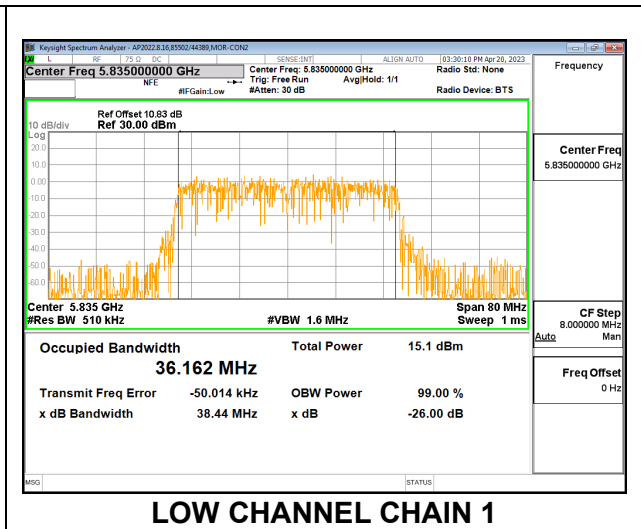 Keysight Spectrum Analyzer - AP2022.8.16,85502/44389,MOR-CON2
L RF 75 Ω DC SENSE:INT ALIGN AUTO 03:30:10 PM Apr 20, 2023
Center Freq 5.835000000 GHz Center Freq: 5.835000000 GHz Radio Std: None
NFE Trig: Free Run Avg|Hold: 1/1
#IFGain:Low #Atten: 30 dB Radio Device: BTS
Frequency
Ref Offset 10.83 dB
10 dB/div Ref 30.00 dBm
Log
20.0
10.0
0.00
-10.0
-20.0
-30.0
-40.0
-50.0
-60.0
Center 5.835 GHz Span 80 MHz
#Res BW 510 kHz #VBW 1.6 MHz Sweep 1 ms
Occupied Bandwidth Total Power 15.1 dBm
36.162 MHz
Transmit Freq Error -50.014 kHz OBW Power 99.00 %
x dB Bandwidth 38.44 MHz x dB -26.00 dB
Center Freq
5.835000000 GHz
CF Step
8.000000 MHz
Auto Man
Freq Offset
0 Hz
MSG STATUS
LOW CHANNEL CHAIN 1